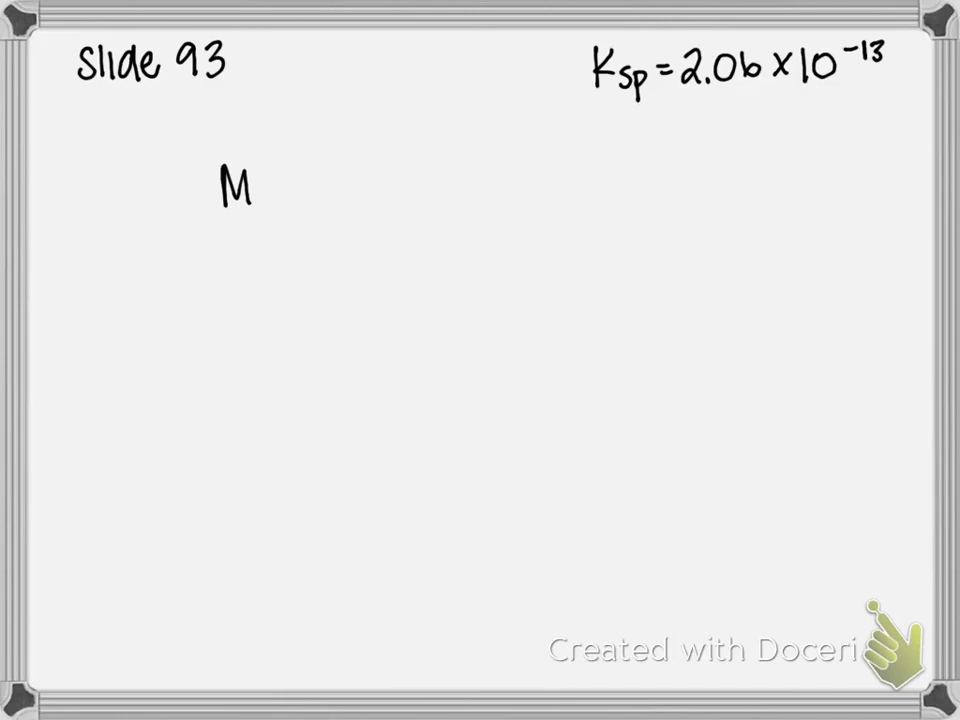 Slide 93
Ksp = 2.06 × 10⁻¹³
M
Created with Doceri